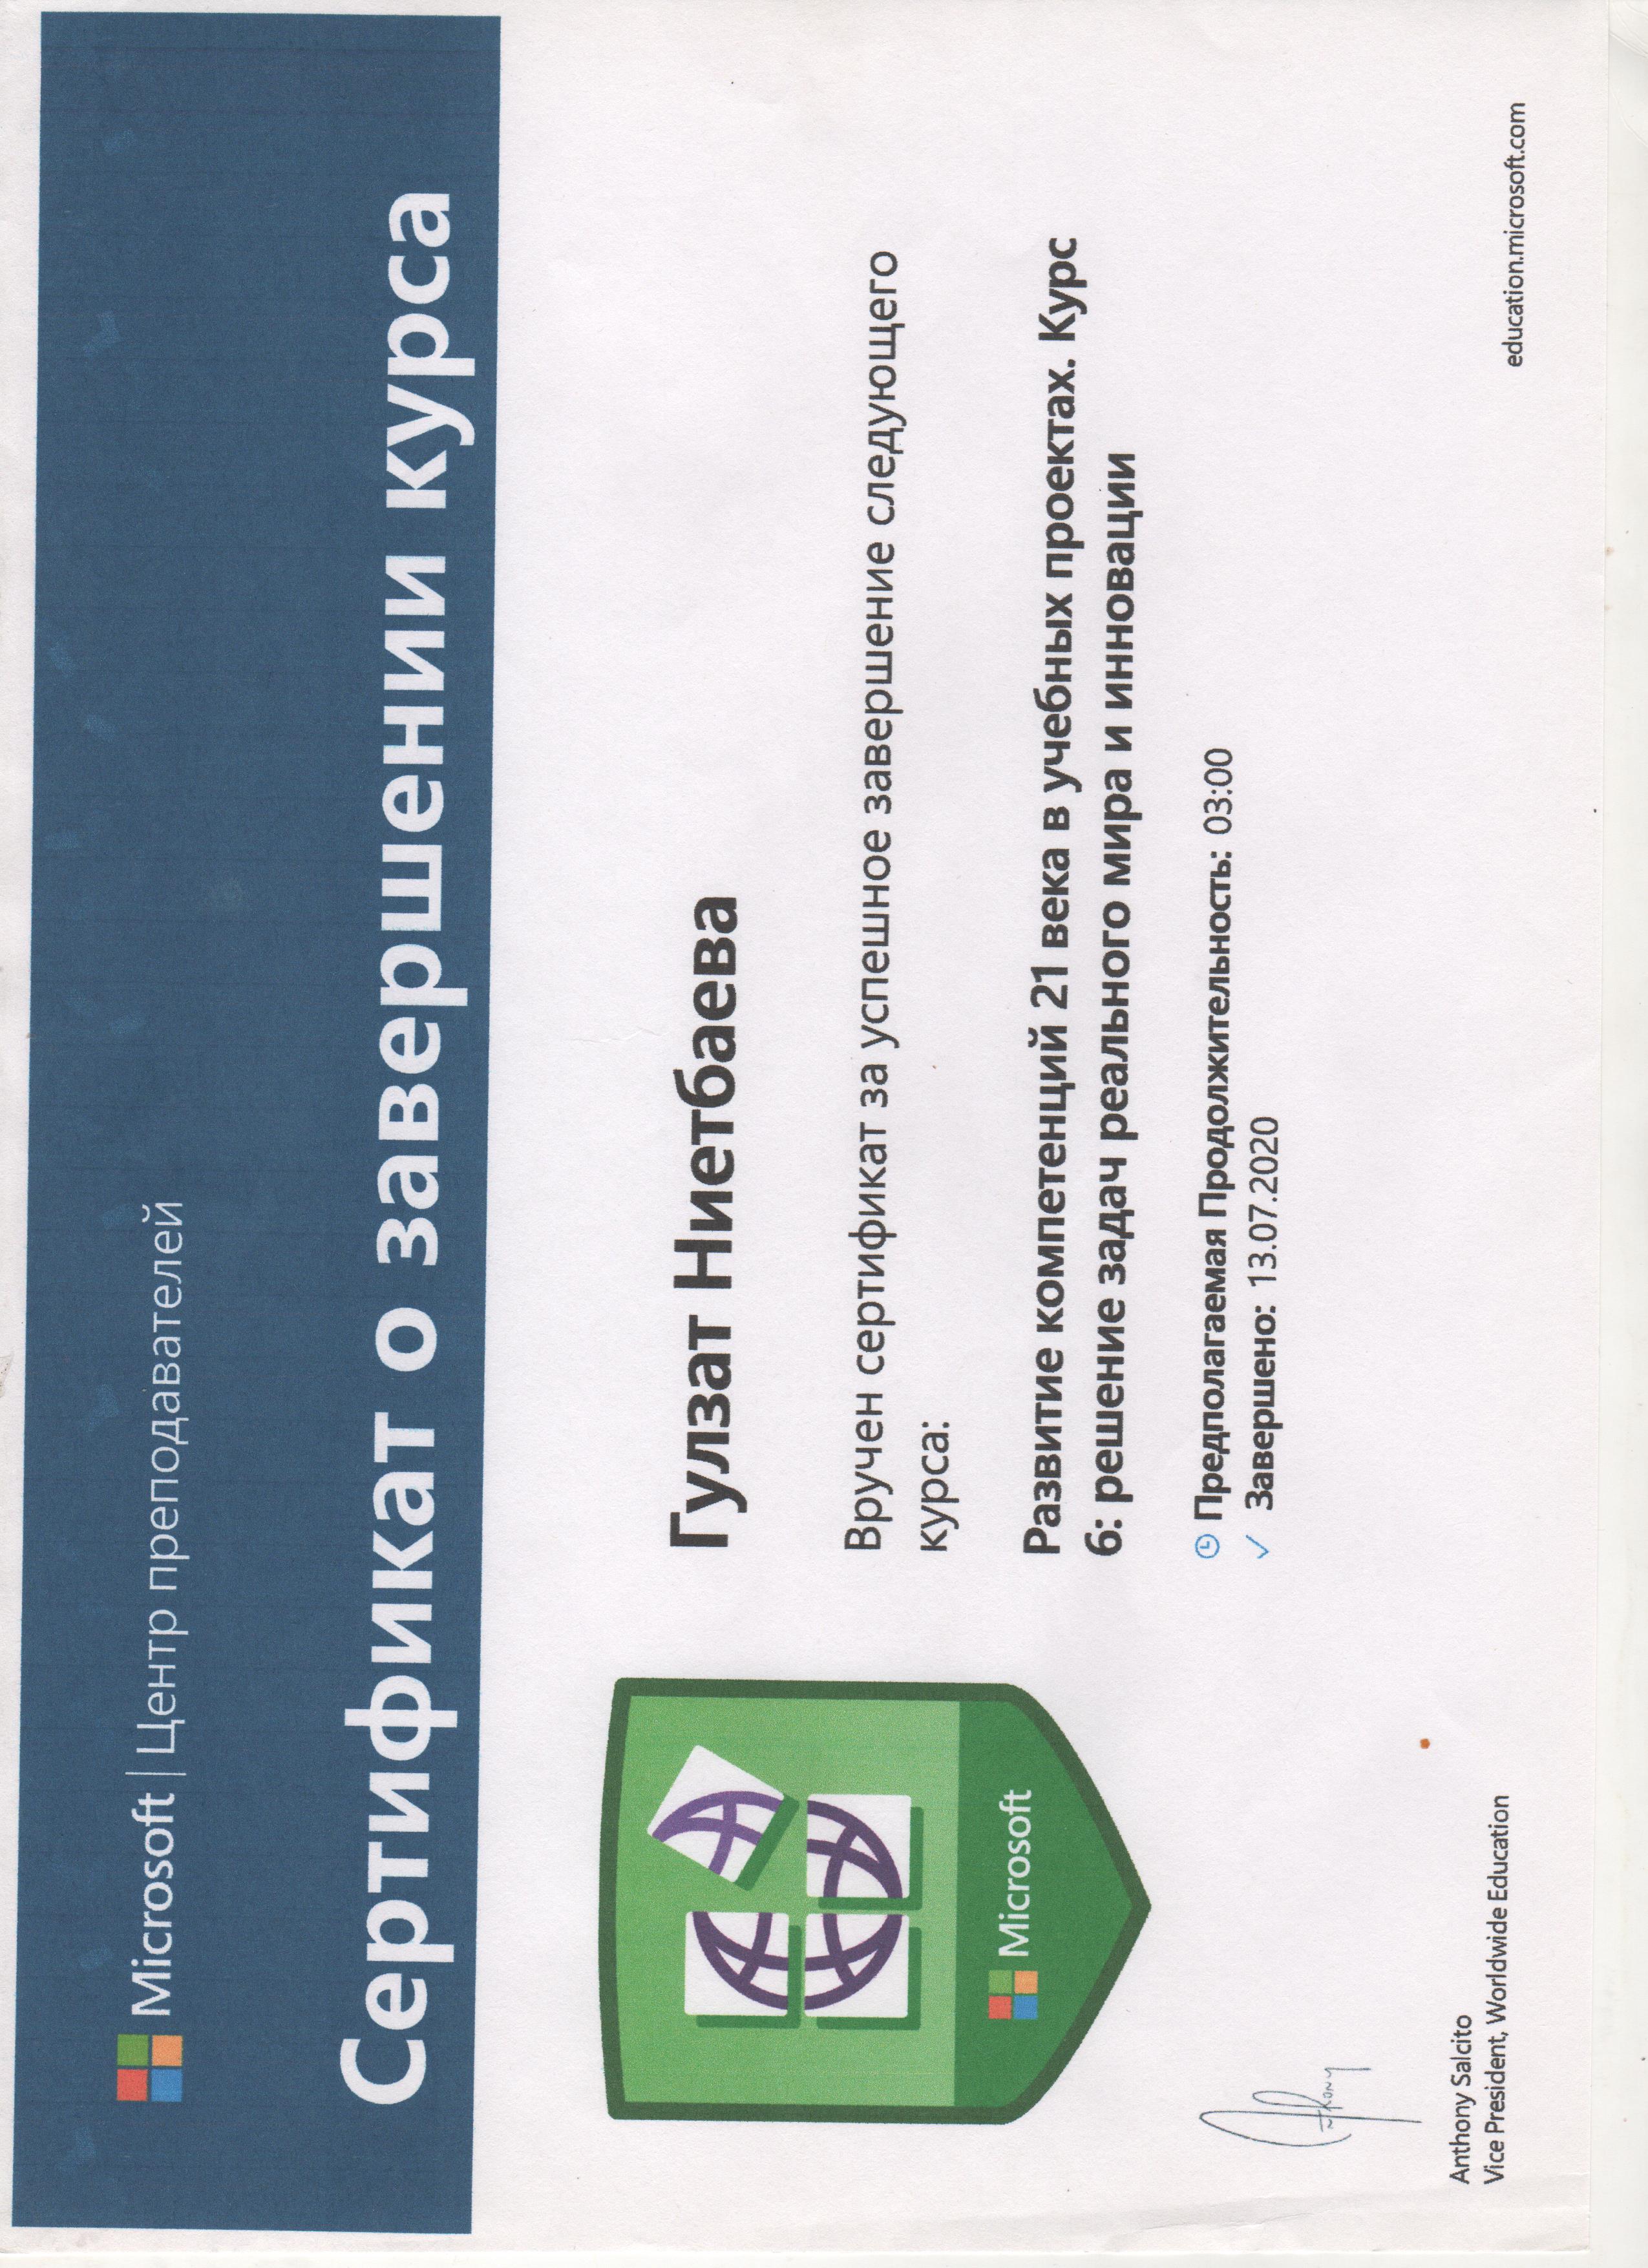 Microsoft | Центр преподавателей
Сертификат о завершении курса
Гулзат Ниетбаева
Вручен сертификат за успешное завершение следующего
курса:
Развитие компетенций 21 века в учебных проектах. Курс
6: решение задач реального мира и инновации
Предполагаемая Продолжительность: 03:00
Завершено: 13.07.2020
Microsoft
Anthony
Anthony Salcito
Vice President, Worldwide Education
education.microsoft.com